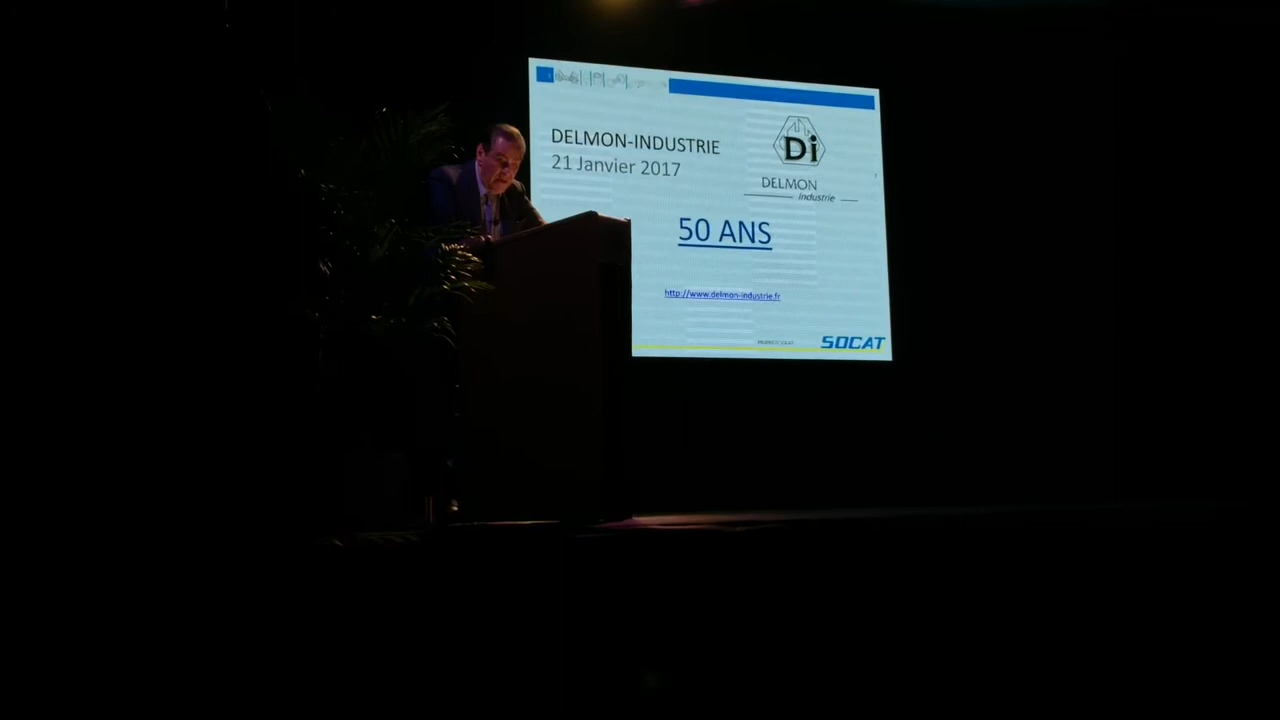 DELMON-INDUSTRIE
21 Janvier 2017
Di
DELMON
industrie
50 ANS
http://www.delmon-industrie.fr
SOCAT